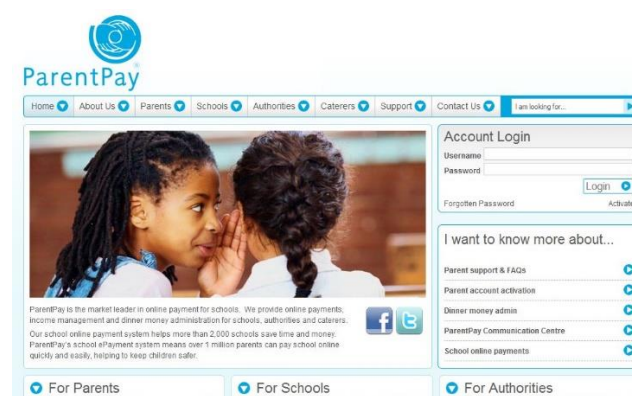 ParentPay
Home About Us Parents Schools Authorities Caterers Support Contact Us I am looking for...
Account Login
Username
Password
Login
Forgotten Password Activate
I want to know more about...
Parent support & FAQs
Parent account activation
Dinner money admin
ParentPay Communication Centre
School online payments
ParentPay is the market leader in online payment for schools. We provide online payments,
income management and dinner money administration for schools, authorities and caterers.
Our school online payment system helps more than 2,000 schools save time and money.
ParentPay's school ePayment system means over 1 million parents can pay school online
quickly and easily, helping to keep children safer.
For Parents For Schools For Authorities